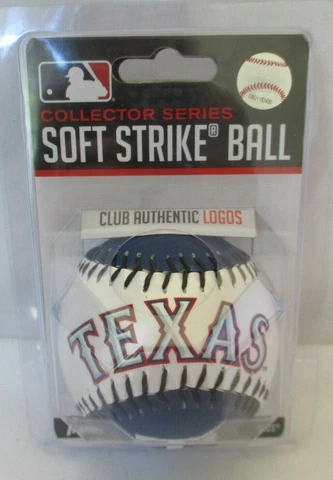 COLLECTOR SERIES
SOFT STRIKE® BALL
CLUB AUTHENTIC LOGOS
TEXAS